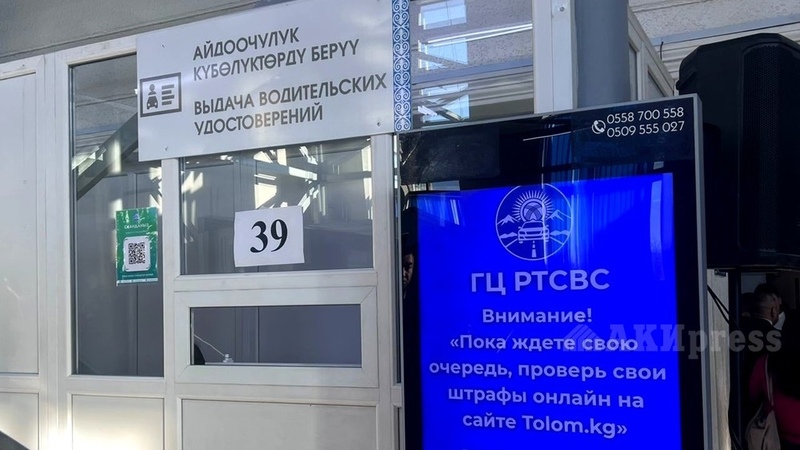 АЙДООЧУЛУК
КҮБӨЛҮКТӨРДҮ БЕРҮҮ
ВЫДАЧА ВОДИТЕЛЬСКИХ
УДОСТОВЕРЕНИЙ
39
0558 700 558
0509 555 027
ГЦ РТСВС
Внимание!
«Пока ждете свою
очередь, проверь свои
штрафы онлайн на
сайте Tolom.kg»
АКИpress